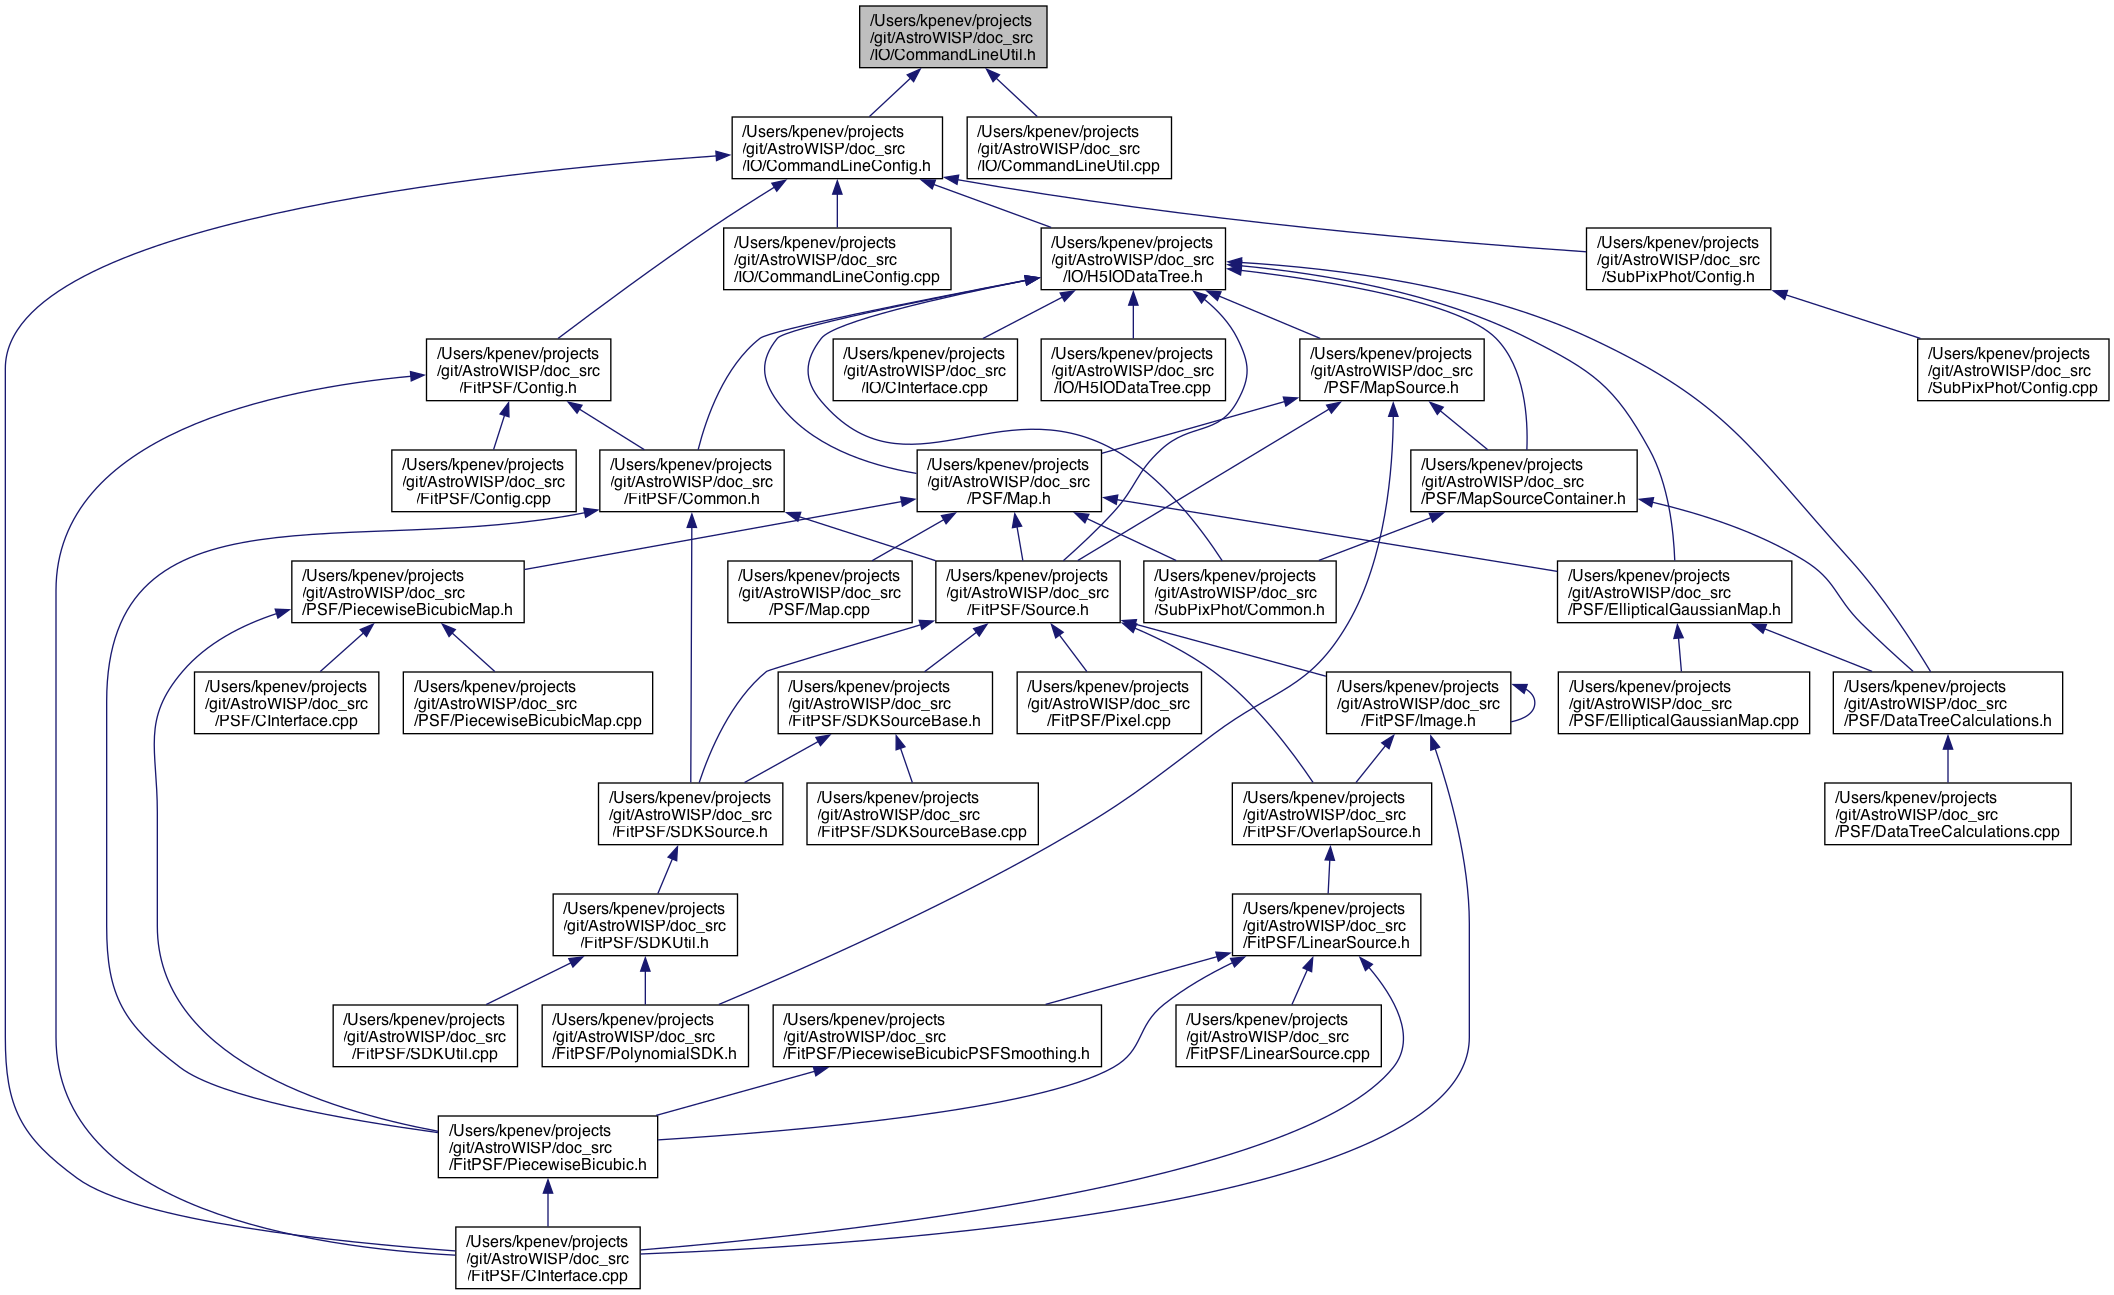 /Users/kpenev/projects
/git/AstroWISP/doc_src
/IO/CommandLineUtil.h
/Users/kpenev/projects
/git/AstroWISP/doc_src
/IO/CommandLineConfig.h
/Users/kpenev/projects
/git/AstroWISP/doc_src
/IO/CommandLineUtil.cpp
/Users/kpenev/projects
/git/AstroWISP/doc_src
/IO/CommandLineConfig.cpp
/Users/kpenev/projects
/git/AstroWISP/doc_src
/IO/H5IODataTree.h
/Users/kpenev/projects
/git/AstroWISP/doc_src
/SubPixPhot/Config.h
/Users/kpenev/projects
/git/AstroWISP/doc_src
/FitPSF/Config.h
/Users/kpenev/projects
/git/AstroWISP/doc_src
/IO/CInterface.cpp
/Users/kpenev/projects
/git/AstroWISP/doc_src
/IO/H5IODataTree.cpp
/Users/kpenev/projects
/git/AstroWISP/doc_src
/PSF/MapSource.h
/Users/kpenev/projects
/git/AstroWISP/doc_src
/SubPixPhot/Config.cpp
/Users/kpenev/projects
/git/AstroWISP/doc_src
/FitPSF/Config.cpp
/Users/kpenev/projects
/git/AstroWISP/doc_src
/FitPSF/Common.h
/Users/kpenev/projects
/git/AstroWISP/doc_src
/PSF/Map.h
/Users/kpenev/projects
/git/AstroWISP/doc_src
/PSF/MapSourceContainer.h
/Users/kpenev/projects
/git/AstroWISP/doc_src
/PSF/PiecewiseBicubicMap.h
/Users/kpenev/projects
/git/AstroWISP/doc_src
/PSF/Map.cpp
/Users/kpenev/projects
/git/AstroWISP/doc_src
/FitPSF/Source.h
/Users/kpenev/projects
/git/AstroWISP/doc_src
/SubPixPhot/Common.h
/Users/kpenev/projects
/git/AstroWISP/doc_src
/PSF/EllipticalGaussianMap.h
/Users/kpenev/projects
/git/AstroWISP/doc_src
/PSF/CInterface.cpp
/Users/kpenev/projects
/git/AstroWISP/doc_src
/PSF/PiecewiseBicubicMap.cpp
/Users/kpenev/projects
/git/AstroWISP/doc_src
/FitPSF/SDKSourceBase.h
/Users/kpenev/projects
/git/AstroWISP/doc_src
/FitPSF/Pixel.cpp
/Users/kpenev/projects
/git/AstroWISP/doc_src
/FitPSF/Image.h
/Users/kpenev/projects
/git/AstroWISP/doc_src
/PSF/EllipticalGaussianMap.cpp
/Users/kpenev/projects
/git/AstroWISP/doc_src
/PSF/DataTreeCalculations.h
/Users/kpenev/projects
/git/AstroWISP/doc_src
/FitPSF/SDKSource.h
/Users/kpenev/projects
/git/AstroWISP/doc_src
/FitPSF/SDKSourceBase.cpp
/Users/kpenev/projects
/git/AstroWISP/doc_src
/FitPSF/OverlapSource.h
/Users/kpenev/projects
/git/AstroWISP/doc_src
/PSF/DataTreeCalculations.cpp
/Users/kpenev/projects
/git/AstroWISP/doc_src
/FitPSF/SDKUtil.h
/Users/kpenev/projects
/git/AstroWISP/doc_src
/FitPSF/LinearSource.h
/Users/kpenev/projects
/git/AstroWISP/doc_src
/FitPSF/SDKUtil.cpp
/Users/kpenev/projects
/git/AstroWISP/doc_src
/FitPSF/PolynomialSDK.h
/Users/kpenev/projects
/git/AstroWISP/doc_src
/FitPSF/PiecewiseBicubicPSFSmoothing.h
/Users/kpenev/projects
/git/AstroWISP/doc_src
/FitPSF/LinearSource.cpp
/Users/kpenev/projects
/git/AstroWISP/doc_src
/FitPSF/PiecewiseBicubic.h
/Users/kpenev/projects
/git/AstroWISP/doc_src
/FitPSF/CInterface.cpp